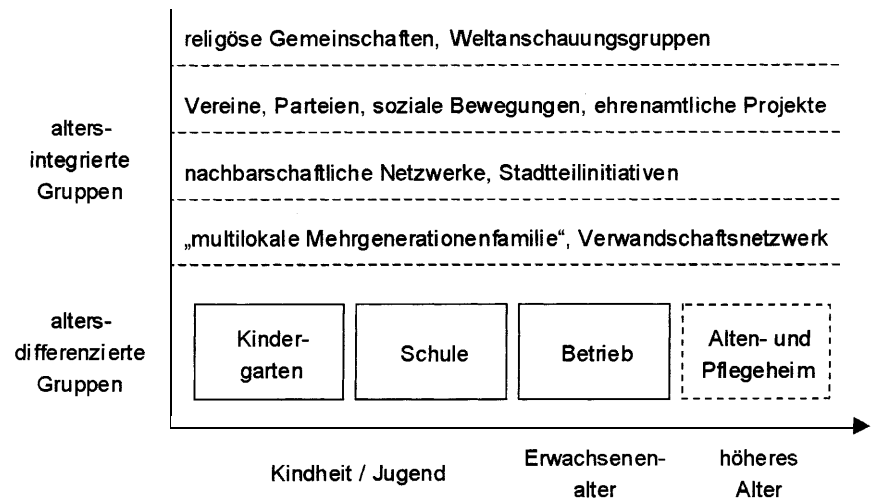 religöse Gemeinschaften, Weltanschauungsgruppen
Vereine, Parteien, soziale Bewegungen, ehrenamtliche Projekte
alters-
integrierte
Gruppen
nachbarschaftliche Netzwerke, Stadtteilinitiativen
„multilokale Mehrgenerationenfamilie“, Verwandschaftsnetzwerk
alters-
differenzierte
Gruppen
Kinder-
garten
Schule
Betrieb
Alten- und
Pflegeheim
Kindheit / Jugend
Erwachsenen-
alter
höheres
Alter